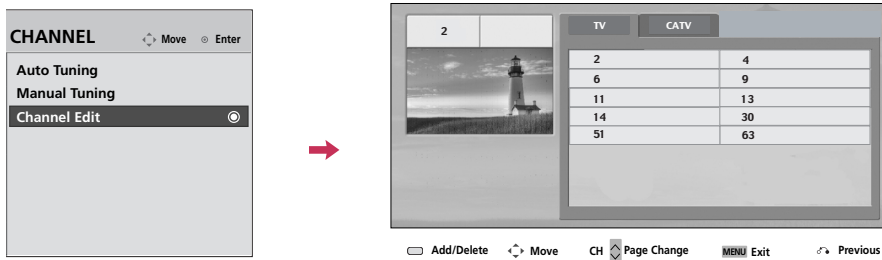 CHANNEL Move Enter
Auto Tuning
Manual Tuning
Channel Edit
2
TV CATV
2 4
6 9
11 13
14 30
51 63
Add/Delete Move CH Page Change MENU Exit Previous